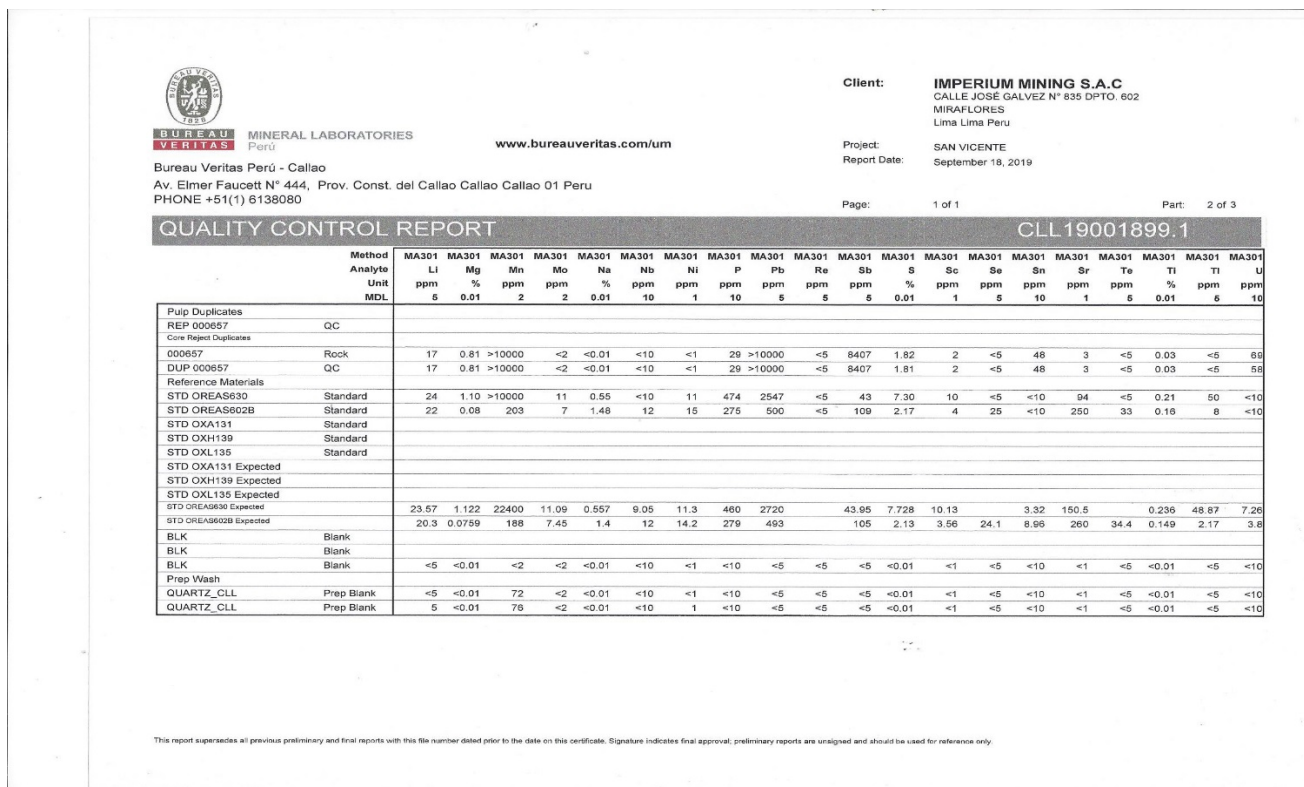 BUREAU VERITAS
1828
BUREAU
VERITAS
MINERAL LABORATORIES
Perú
www.bureauveritas.com/um
Client: IMPERIUM MINING S.A.C
CALLE JOSÉ GALVEZ N° 835 DPTO. 602
MIRAFLORES
Lima Lima Peru
Project: SAN VICENTE
Report Date: September 18, 2019
Bureau Veritas Perú - Callao
Av. Elmer Faucett N° 444, Prov. Const. del Callao Callao Callao 01 Peru
PHONE +51(1) 6138080
Page: 1 of 1 Part: 2 of 3
QUALITY CONTROL REPORT CLL19001899.1
Method MA301 MA301 MA301 MA301 MA301 MA301 MA301 MA301 MA301 MA301 MA301 MA301 MA301 MA301 MA301 MA301 MA301 MA301 MA301 MA301
Analyte Li Mg Mn Mo Na Nb Ni P Pb Re Sb S Sc Se Sn Sr Te Ti Tl U
Unit ppm % ppm ppm % ppm ppm ppm ppm ppm ppm % ppm ppm ppm ppm ppm % ppm ppm
MDL 5 0.01 2 2 0.01 10 1 10 5 5 5 0.01 1 5 10 1 5 0.01 5 10
Pulp Duplicates
REP 000657 QC
Core Reject Duplicates
000657 Rock 17 0.81 >10000 <2 <0.01 <10 <1 29 >10000 <5 8407 1.82 2 <5 48 3 <5 0.03 <5 69
DUP 000657 QC 17 0.81 >10000 <2 <0.01 <10 <1 29 >10000 <5 8407 1.81 2 <5 48 3 <5 0.03 <5 58
Reference Materials
STD OREAS630 Standard 24 1.10 >10000 11 0.55 <10 11 474 2547 <5 43 7.30 10 <5 <10 94 <5 0.21 50 <10
STD OREAS602B Standard 22 0.08 203 7 1.48 12 15 275 500 <5 109 2.17 4 25 <10 250 33 0.16 8 <10
STD OXA131 Standard
STD OXH139 Standard
STD OXL135 Standard
STD OXA131 Expected
STD OXH139 Expected
STD OXL135 Expected
STD OREAS630 Expected 23.57 1.122 22400 11.09 0.557 9.05 11.3 460 2720 43.95 7.728 10.13 3.32 150.5 0.236 48.87 7.26
STD OREAS602B Expected 20.3 0.0759 188 7.45 1.4 12 14.2 279 493 105 2.13 3.56 24.1 8.96 260 34.4 0.149 2.17 3.8
BLK Blank
BLK Blank
BLK Blank <5 <0.01 <2 <2 <0.01 <10 <1 <10 <5 <5 <5 <0.01 <1 <5 <10 <1 <5 <0.01 <5 <10
Prep Wash
QUARTZ_CLL Prep Blank <5 <0.01 72 <2 <0.01 <10 <1 <10 <5 <5 <5 <0.01 <1 <5 <10 <1 <5 <0.01 <5 <10
QUARTZ_CLL Prep Blank 5 <0.01 76 <2 <0.01 <10 1 <10 <5 <5 <5 <0.01 <1 <5 <10 <1 <5 <0.01 <5 <10
This report supersedes all previous preliminary and final reports with this file number dated prior to the date on this certificate. Signature indicates final approval; preliminary reports are unsigned and should be used for reference only.